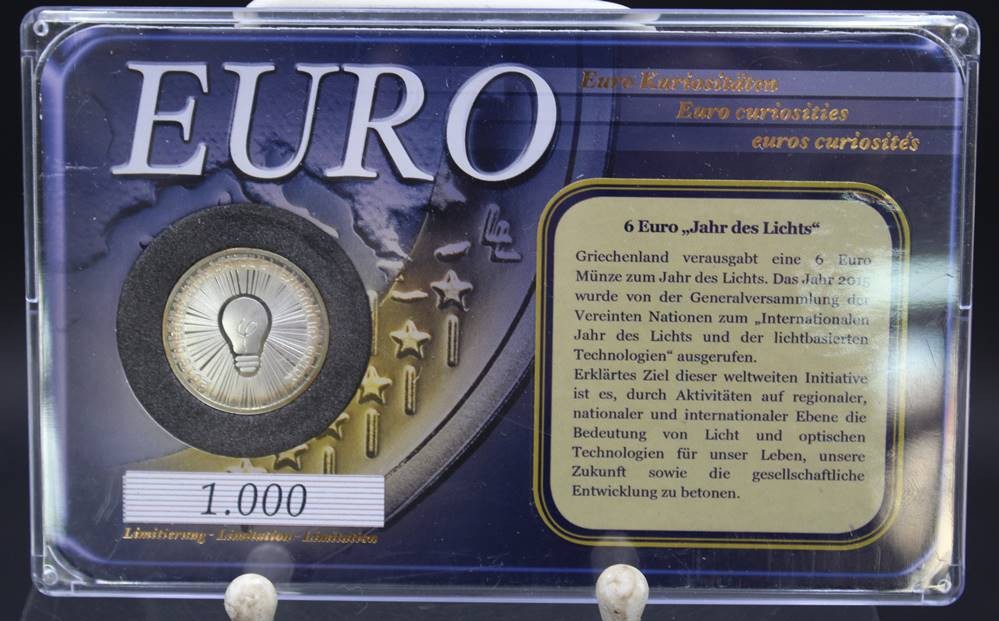 EURO
Euro Kuriositäten
Euro curiosities
euros curiosités
6 Euro „Jahr des Lichts“
Griechenland verausgabt eine 6 Euro
Münze zum Jahr des Lichts. Das Jahr 2015
wurde von der Generalversammlung der
Vereinten Nationen zum „Internationalen
Jahr des Lichts und der lichtbasierten
Technologien“ ausgerufen.
Erklärtes Ziel dieser weltweiten Initiative
ist es, durch Aktivitäten auf regionaler,
nationaler und internationaler Ebene die
Bedeutung von Licht und optischen
Technologien für unser Leben, unsere
Zukunft sowie die gesellschaftliche
Entwicklung zu betonen.
φ
1.000
Limitierung - Limitation - Limitation